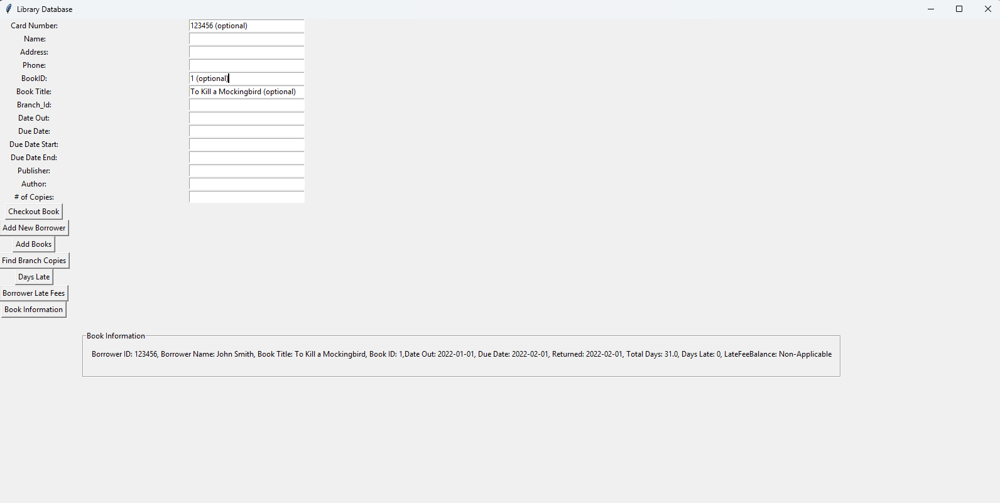 Library Database
Card Number: 123456 (optional)
Name:
Address:
Phone:
BookID: 1 (optional)
Book Title: To Kill a Mockingbird (optional)
Branch_Id:
Date Out:
Due Date:
Due Date Start:
Due Date End:
Publisher:
Author:
# of Copies:
Checkout Book
Add New Borrower
Add Books
Find Branch Copies
Days Late
Borrower Late Fees
Book Information
Book Information
Borrower ID: 123456, Borrower Name: John Smith, Book Title: To Kill a Mockingbird, Book ID: 1,Date Out: 2022-01-01, Due Date: 2022-02-01, Returned: 2022-02-01, Total Days: 31.0, Days Late: 0, LateFeeBalance: Non-Applicable